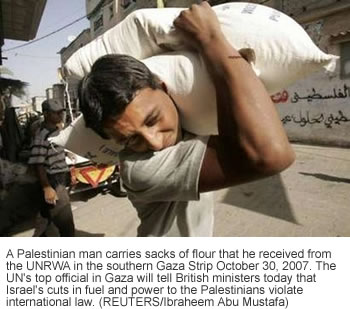 الفلسطيني
A Palestinian man carries sacks of flour that he received from
the UNRWA in the southern Gaza Strip October 30, 2007. The
UN's top official in Gaza will tell British ministers today that
Israel's cuts in fuel and power to the Palestinians violate
international law. (REUTERS/Ibraheem Abu Mustafa)